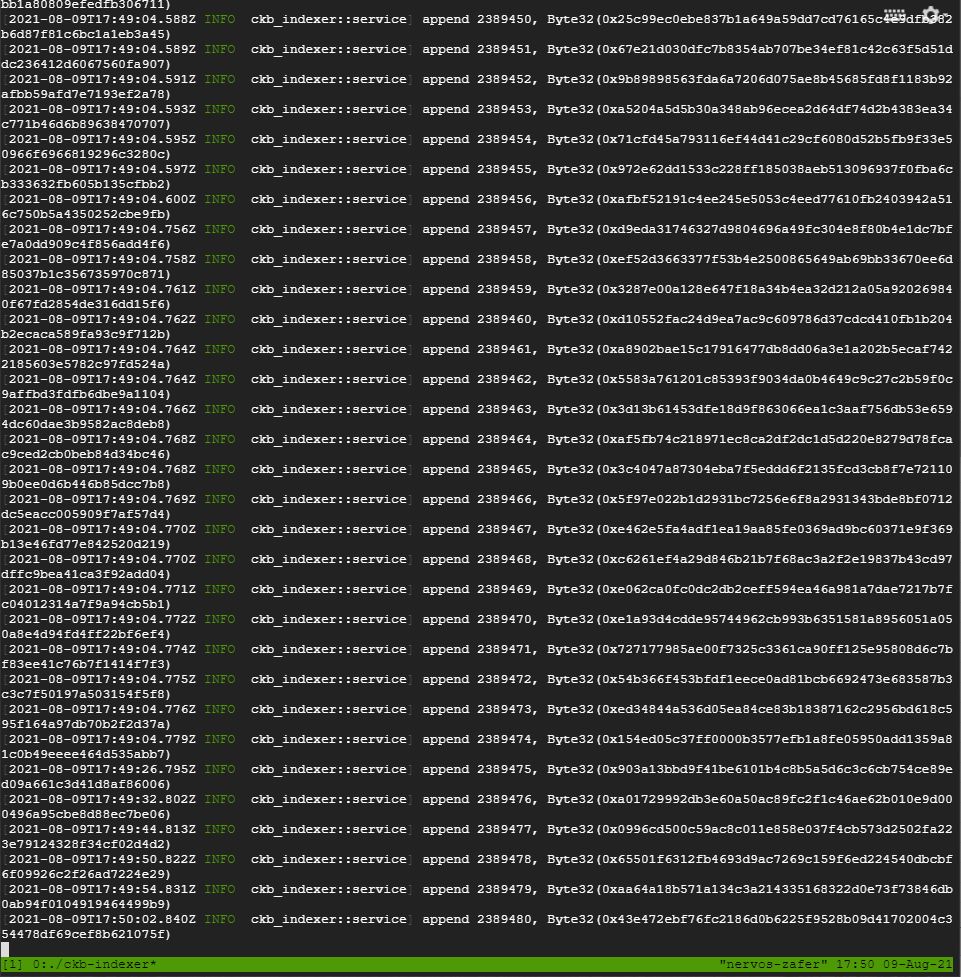 bb1a80809efedfb306711)
[2021-08-09T17:49:04.588Z INFO  ckb_indexer::service] append 2389450, Byte32(0x25c99ec0ebe837b1a649a59dd7cd76165c4e9dfb
b6d87f81c6bc1a1eb3a45)
[2021-08-09T17:49:04.589Z INFO  ckb_indexer::service] append 2389451, Byte32(0x67e21d030dfc7b8354ab707be34ef81c42c63f5d51d
dc236412d6067560fa907)
[2021-08-09T17:49:04.591Z INFO  ckb_indexer::service] append 2389452, Byte32(0x9b89898563fda6a7206d075ae8b45685fd8f1183b92
afbb59afd7e7193ef2a78)
[2021-08-09T17:49:04.593Z INFO  ckb_indexer::service] append 2389453, Byte32(0xa5204a5d5b30a348ab96ecea2d64df74d2b4383ea34
c771b46d6b89638470707)
[2021-08-09T17:49:04.595Z INFO  ckb_indexer::service] append 2389454, Byte32(0x71cfd45a793116ef44d41c29cf6080d52b5fb9f33e5
0966f6966819296c3280c)
[2021-08-09T17:49:04.597Z INFO  ckb_indexer::service] append 2389455, Byte32(0x972e62dd1533c228ff185038aeb513096937f0fba6c
b333632fb605b135cfbb2)
[2021-08-09T17:49:04.600Z INFO  ckb_indexer::service] append 2389456, Byte32(0xafbf52191c4ee245e5053c4eed77610fb2403942a51
6c750b5a4350252cbe9fb)
[2021-08-09T17:49:04.756Z INFO  ckb_indexer::service] append 2389457, Byte32(0xd9eda31746327d9804696a49fc304e8f80b4e1dc7bf
e7a0dd909c4f856add4f6)
[2021-08-09T17:49:04.758Z INFO  ckb_indexer::service] append 2389458, Byte32(0xef52d3663377f53b4e2500865649ab69bb33670ee6d
85037b1c356735970c871)
[2021-08-09T17:49:04.761Z INFO  ckb_indexer::service] append 2389459, Byte32(0x3287e00a128e647f18a34b4ea32d212a05a92026984
0f67fd2854de316dd15f6)
[2021-08-09T17:49:04.762Z INFO  ckb_indexer::service] append 2389460, Byte32(0xd10552fac24d9ea7ac9c609786d37cdcd410fb1b204
b2ecaca589fa93c9f712b)
[2021-08-09T17:49:04.764Z INFO  ckb_indexer::service] append 2389461, Byte32(0xa8902bae15c17916477db8dd06a3e1a202b5ecaf742
2185603e5782c97fd524a)
[2021-08-09T17:49:04.764Z INFO  ckb_indexer::service] append 2389462, Byte32(0x5583a761201c85393f9034da0b4649c9c27c2b59f0c
9affbd3fdfb6dbe9a1104)
[2021-08-09T17:49:04.766Z INFO  ckb_indexer::service] append 2389463, Byte32(0x3d13b61453dfe18d9f863066ea1c3aaf756db53e659
4dc60dae3b9582ac8deb8)
[2021-08-09T17:49:04.768Z INFO  ckb_indexer::service] append 2389464, Byte32(0xaf5fb74c218971ec8ca2df2dc1d5d220e8279d78fca
c9ced2cb0beb84d34bc46)
[2021-08-09T17:49:04.768Z INFO  ckb_indexer::service] append 2389465, Byte32(0x3c4047a87304eba7f5eddd6f2135fcd3cb8f7e72110
9b0ee0d6b446b85dcc7b8)
[2021-08-09T17:49:04.769Z INFO  ckb_indexer::service] append 2389466, Byte32(0x5f97e022b1d2931bc7256e6f8a2931343bde8bf0712
dc5eacc005909f7af57d4)
[2021-08-09T17:49:04.770Z INFO  ckb_indexer::service] append 2389467, Byte32(0xe462e5fa4adf1ea19aa85fe0369ad9bc60371e9f369
b13e46fd77e842520d219)
[2021-08-09T17:49:04.770Z INFO  ckb_indexer::service] append 2389468, Byte32(0xc6261ef4a29d846b21b7f68ac3a2f2e19837b43cd97
dffc9bea41ca3f92add04)
[2021-08-09T17:49:04.771Z INFO  ckb_indexer::service] append 2389469, Byte32(0xe062ca0fc0dc2db2ceff594ea46a981a7dae7217b7f
c04012314a7f9a94cb5b1)
[2021-08-09T17:49:04.772Z INFO  ckb_indexer::service] append 2389470, Byte32(0xe1a93d4cdde95744962cb993b6351581a8956051a05
0a8e4d94fd4ff22bf6ef4)
[2021-08-09T17:49:04.774Z INFO  ckb_indexer::service] append 2389471, Byte32(0x727177985ae00f7325c3361ca90ff125e95808d6c7b
f83ee41c76b7f1414f7f3)
[2021-08-09T17:49:04.775Z INFO  ckb_indexer::service] append 2389472, Byte32(0x54b366f453bfdf1eece0ad81bcb6692473e683587b3
c3c7f50197a503154f5f8)
[2021-08-09T17:49:04.776Z INFO  ckb_indexer::service] append 2389473, Byte32(0xed34844a536d05ea84ce83b18387162c2956bd618c5
95f164a97db70b2f2d37a)
[2021-08-09T17:49:04.779Z INFO  ckb_indexer::service] append 2389474, Byte32(0x154ed05c37ff0000b3577efb1a8fe05950add1359a8
1c0b49eeee464d535abb7)
[2021-08-09T17:49:26.795Z INFO  ckb_indexer::service] append 2389475, Byte32(0x903a13bbd9f41be6101b4c8b5a5d6c3c6cb754ce89e
d09a661c3d41d8af86006)
[2021-08-09T17:49:32.802Z INFO  ckb_indexer::service] append 2389476, Byte32(0xa01729992db3e60a50ac89fc2f1c46ae62b010e9d00
0496a95cbe8d88ec7be06)
[2021-08-09T17:49:44.813Z INFO  ckb_indexer::service] append 2389477, Byte32(0x0996cd500c59ac8c011e858e037f4cb573d2502fa22
3e79124328f34cf02d4d2)
[2021-08-09T17:49:50.822Z INFO  ckb_indexer::service] append 2389478, Byte32(0x65501f6312fb4693d9ac7269c159f6ed224540dbcbf
6f09926c2f26ad7224e29)
[2021-08-09T17:49:54.831Z INFO  ckb_indexer::service] append 2389479, Byte32(0xaa64a18b571a134c3a214335168322d0e73f73846db
0ab94f0104919464499b9)
[2021-08-09T17:50:02.840Z INFO  ckb_indexer::service] append 2389480, Byte32(0x43e472ebf76fc2186d0b6225f9528b09d41702004c3
54478df69cef8b621075f)
[1] 0:./ckb-indexer* "nervos-zafer" 17:50 09-Aug-21